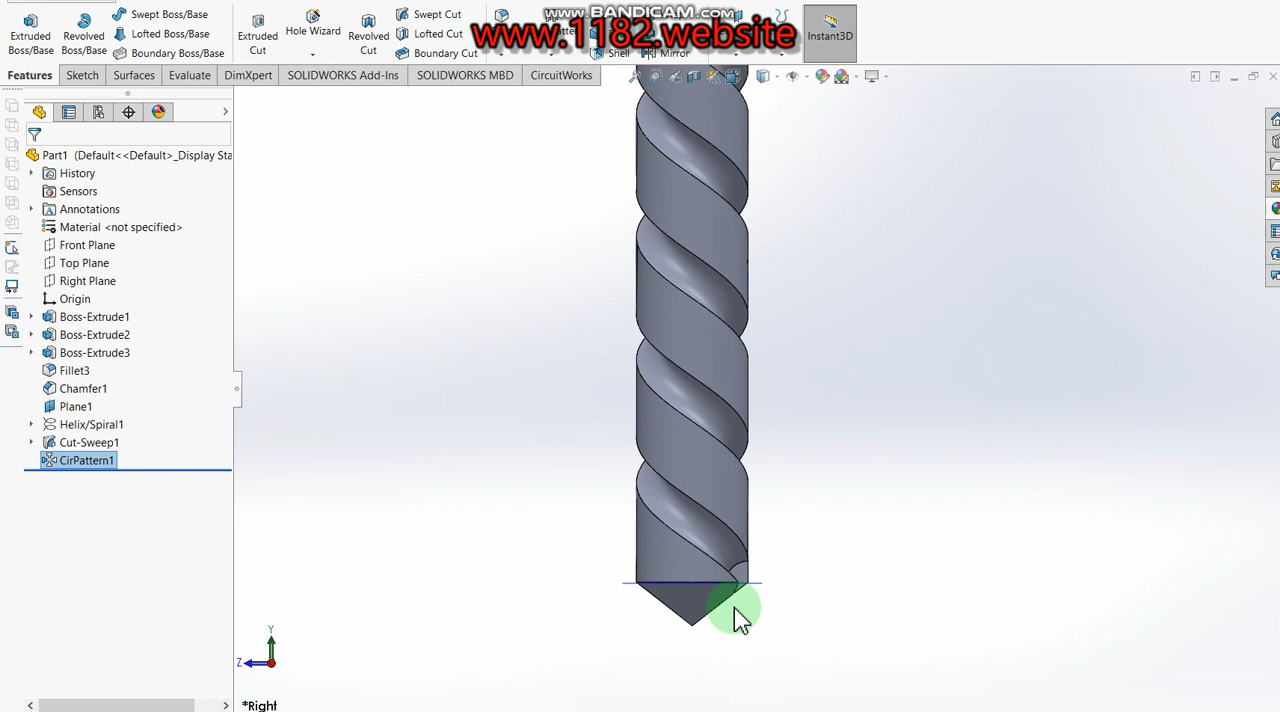 www.BANDICAM.com
www.1182.website
Extruded Boss/Base
Revolved Boss/Base
Swept Boss/Base
Lofted Boss/Base
Boundary Boss/Base
Extruded Cut
Hole Wizard
Revolved Cut
Swept Cut
Lofted Cut
Boundary Cut
Shell
Mirror
Instant3D
Features
Sketch
Surfaces
Evaluate
DimXpert
SOLIDWORKS Add-Ins
SOLIDWORKS MBD
CircuitWorks
Part1 (Default<<Default>_Display Sta
History
Sensors
Annotations
Material <not specified>
Front Plane
Top Plane
Right Plane
Origin
Boss-Extrude1
Boss-Extrude2
Boss-Extrude3
Fillet3
Chamfer1
Plane1
Helix/Spiral1
Cut-Sweep1
CirPattern1
Y
Z
*Right